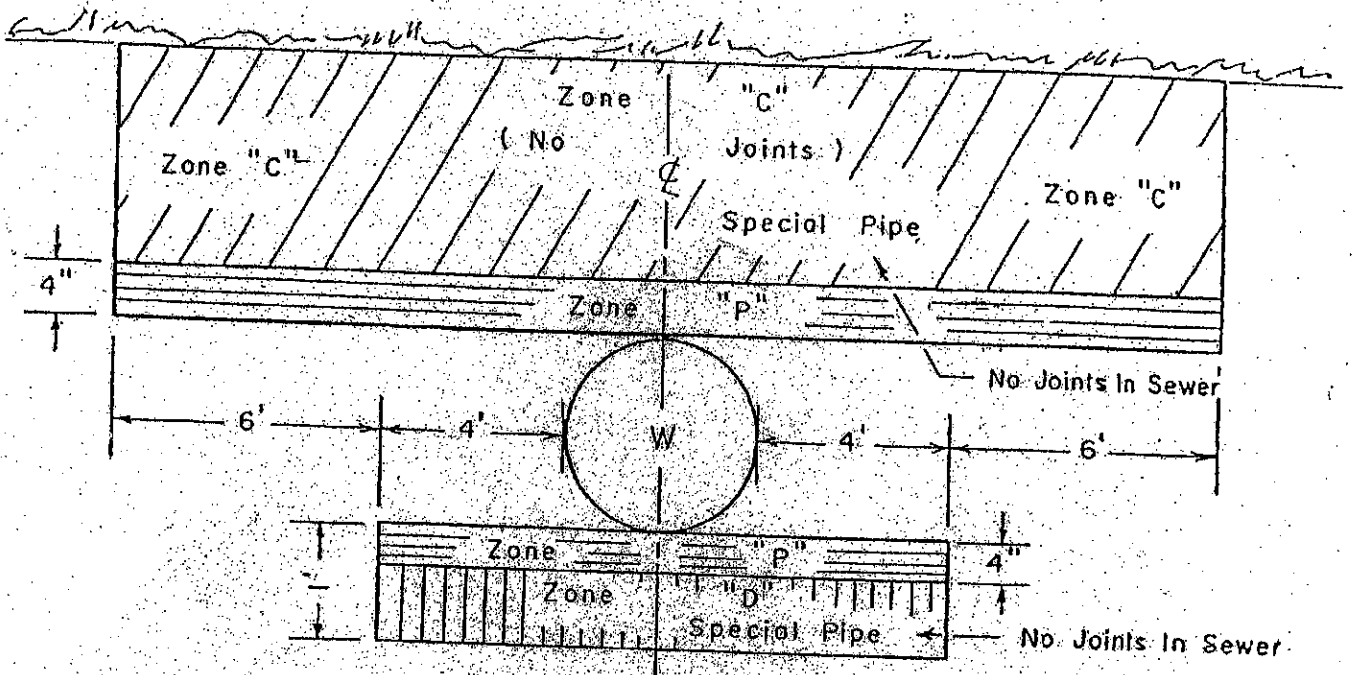 Zone "C"
( No Joints )
℄
Zone "C"
Zone "C"
Special Pipe
4"
Zone "P"
No Joints In Sewer
6' 4' W 4' 6'
Zone "P"
4"
Zone "D"
Special Pipe
No Joints In Sewer